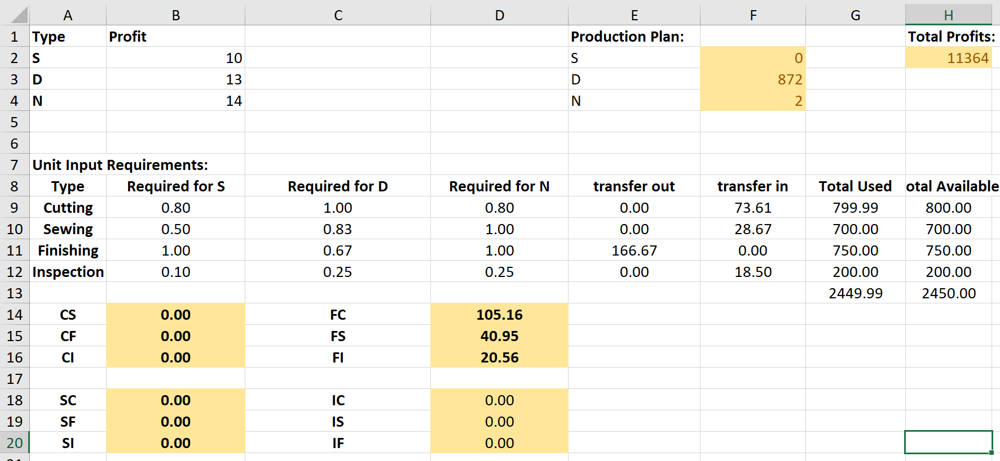 A B C D E F G H
1 Type Profit Production Plan: Total Profits:
2 S 10 S 0 11364
3 D 13 D 872
4 N 14 N 2
5
6
7 Unit Input Requirements:
8 Type Required for S Required for D Required for N transfer out transfer in Total Used otal Available
9 Cutting 0.80 1.00 0.80 0.00 73.61 799.99 800.00
10 Sewing 0.50 0.83 1.00 0.00 28.67 700.00 700.00
11 Finishing 1.00 0.67 1.00 166.67 0.00 750.00 750.00
12 Inspection 0.10 0.25 0.25 0.00 18.50 200.00 200.00
13 2449.99 2450.00
14 CS 0.00 FC 105.16
15 CF 0.00 FS 40.95
16 CI 0.00 FI 20.56
17
18 SC 0.00 IC 0.00
19 SF 0.00 IS 0.00
20 SI 0.00 IF 0.00